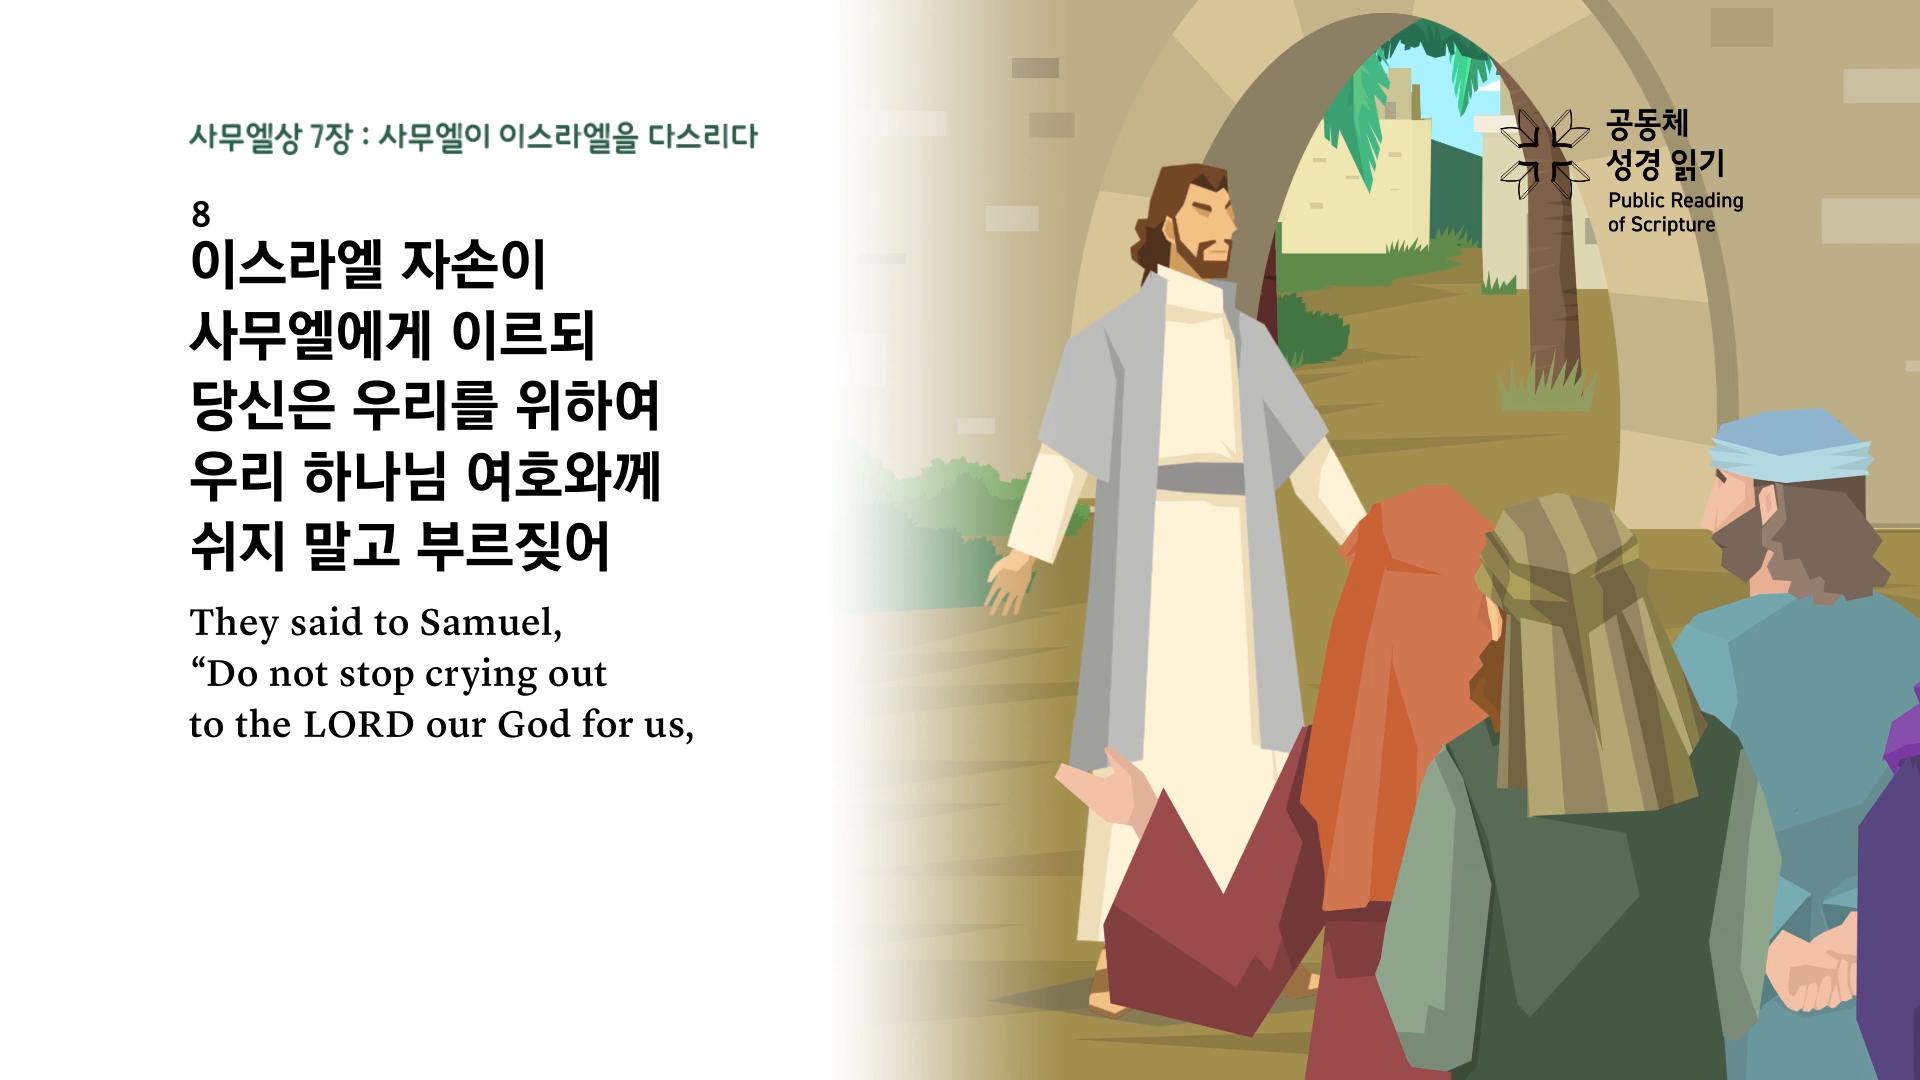 사무엘상 7장 : 사무엘이 이스라엘을 다스리다
8
이스라엘 자손이
사무엘에게 이르되
당신은 우리를 위하여
우리 하나님 여호와께
쉬지 말고 부르짖어
They said to Samuel,
“Do not stop crying out
to the LORD our God for us,
공동체
성경 읽기
Public Reading
of Scripture